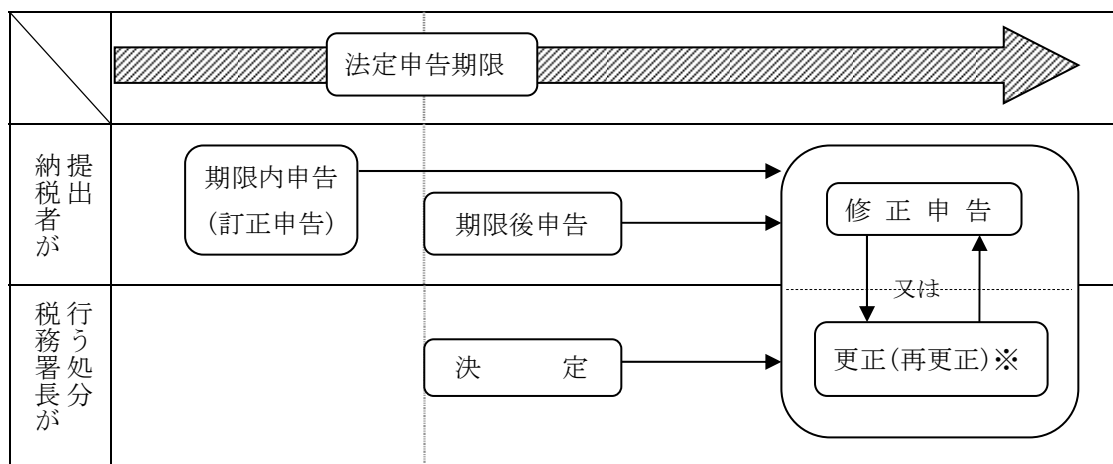 法定申告期限
納税者が
提出
期限内申告
(訂正申告)
期限後申告
修正申告
又は
税務署長が
行う処分
決定
更正(再更正)※